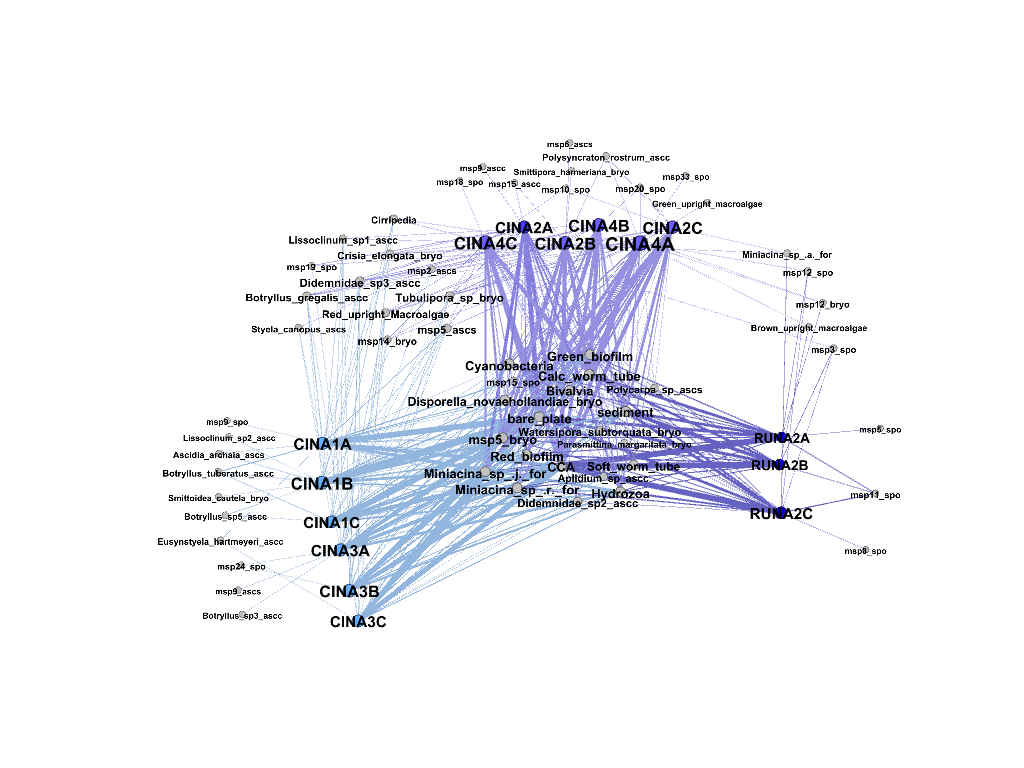 msp6_ascs
Polysyncraton_rostrum_ascc
msp9_ascc
Smittipora_harmeriana_bryo
msp33_spo
msp18_spo
msp15_ascc
msp10_spo
msp20_spo
Green_upright_macroalgae
Cirripedia
CINA2A
CINA4B
CINA2C
Lissoclinum_sp1_ascc
CINA4C
CINA2B
CINA4A
Crisia_elongata_bryo
Miniacina_sp_.a._for
msp19_spo
msp2_ascs
msp12_spo
Didemnidae_sp3_ascc
Botryllus_gregalis_ascc
Tubulipora_sp_bryo
msp12_bryo
Red_upright_Macroalgae
Styela_canopus_ascs
msp5_ascs
Brown_upright_macroalgae
msp14_bryo
msp3_spo
Green_biofilm
Cyanobacteria
Calc_worm_tube
msp15_spo
Bivalvia
Polycarpa_sp_ascs
Disporella_novaehollandiae_bryo
sediment
bare_plate
msp9_spo
Watersipora_subtorquata_bryo
msp5_spo
Lissoclinum_sp2_ascc
CINA1A
msp5_bryo
Parasmittina_margaritata_bryo
RUNA2A
Ascidia_archaia_ascs
Red_biofilm
CCA
Soft_worm_tube
RUNA2B
Botryllus_tuberatus_ascc
Miniacina_sp_.j._for
Aplidium_sp_ascc
CINA1B
Miniacina_sp_.r._for
Hydrozoa
msp11_spo
Smittoidea_cautela_bryo
Didemnidae_sp2_ascc
Botryllus_sp5_ascc
CINA1C
RUNA2C
Eusynstyela_hartmeyeri_ascc
CINA3A
msp8_spo
msp24_spo
msp9_ascs
CINA3B
Botryllus_sp3_ascc
CINA3C